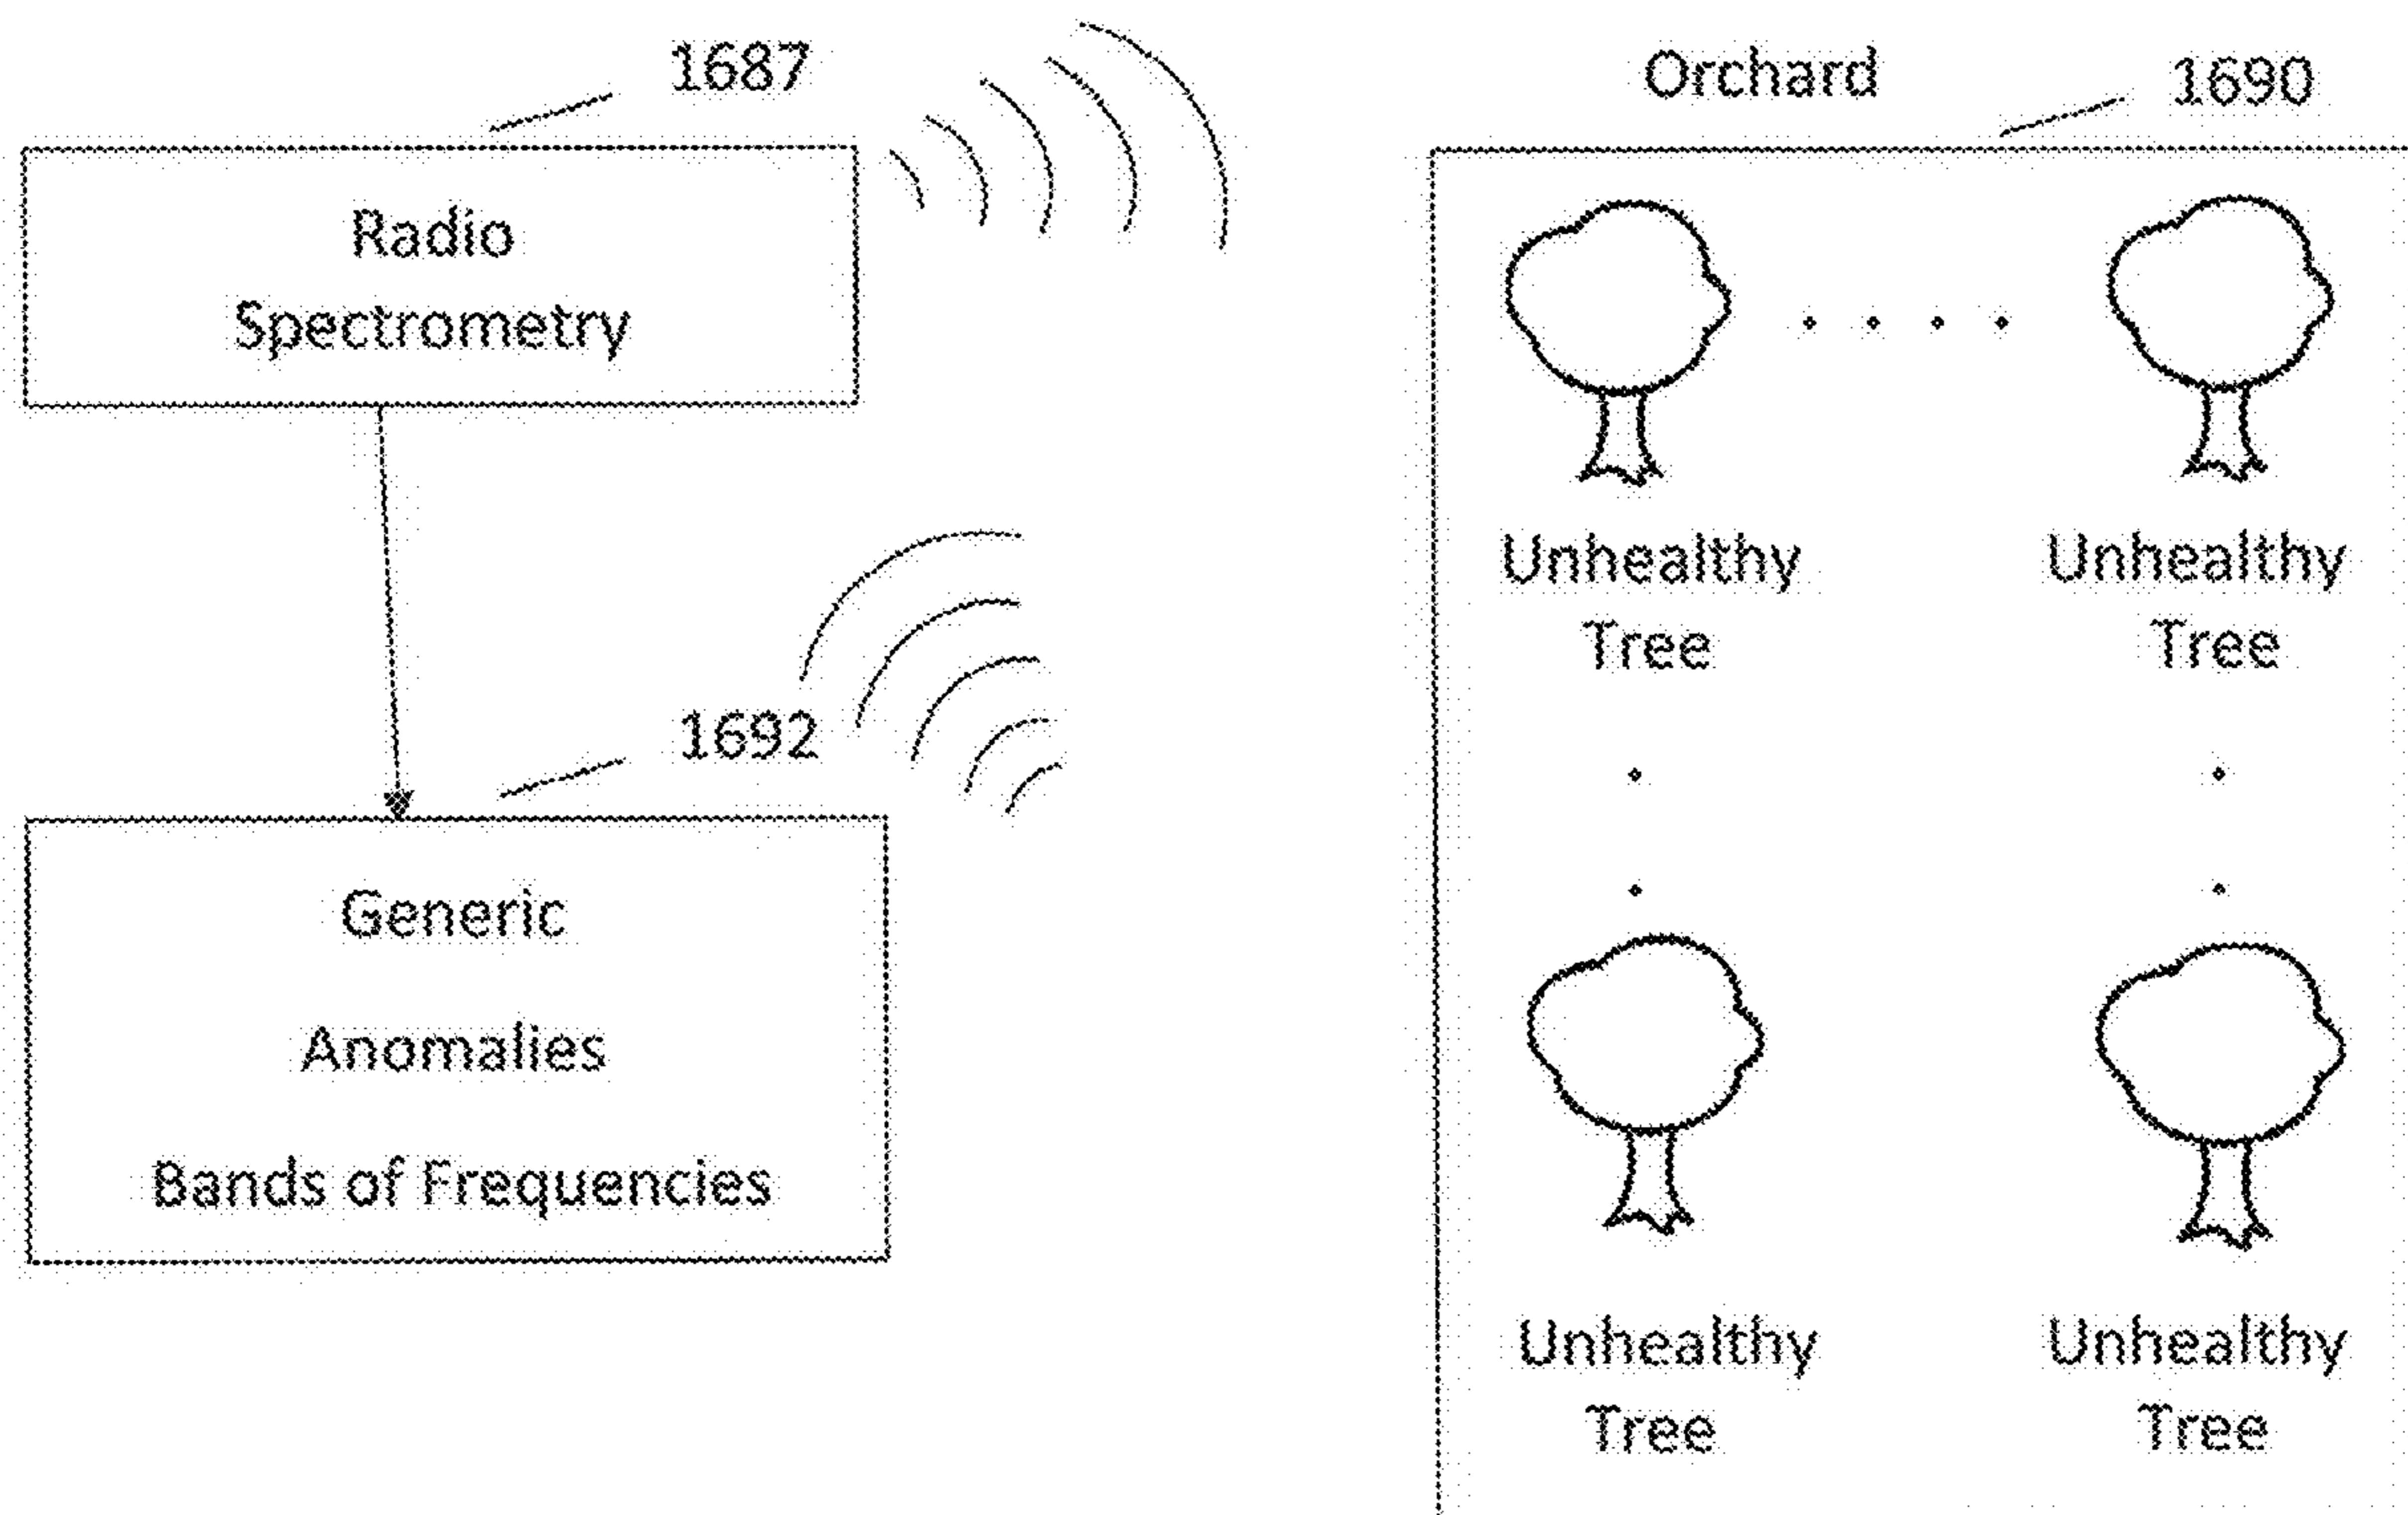 1687
Radio
Spectrometry
1692
Generic
Anomalies
Bands of Frequencies
Orchard
1690
Unhealthy
Tree
Unhealthy
Tree
Unhealthy
Tree
Unhealthy
Tree